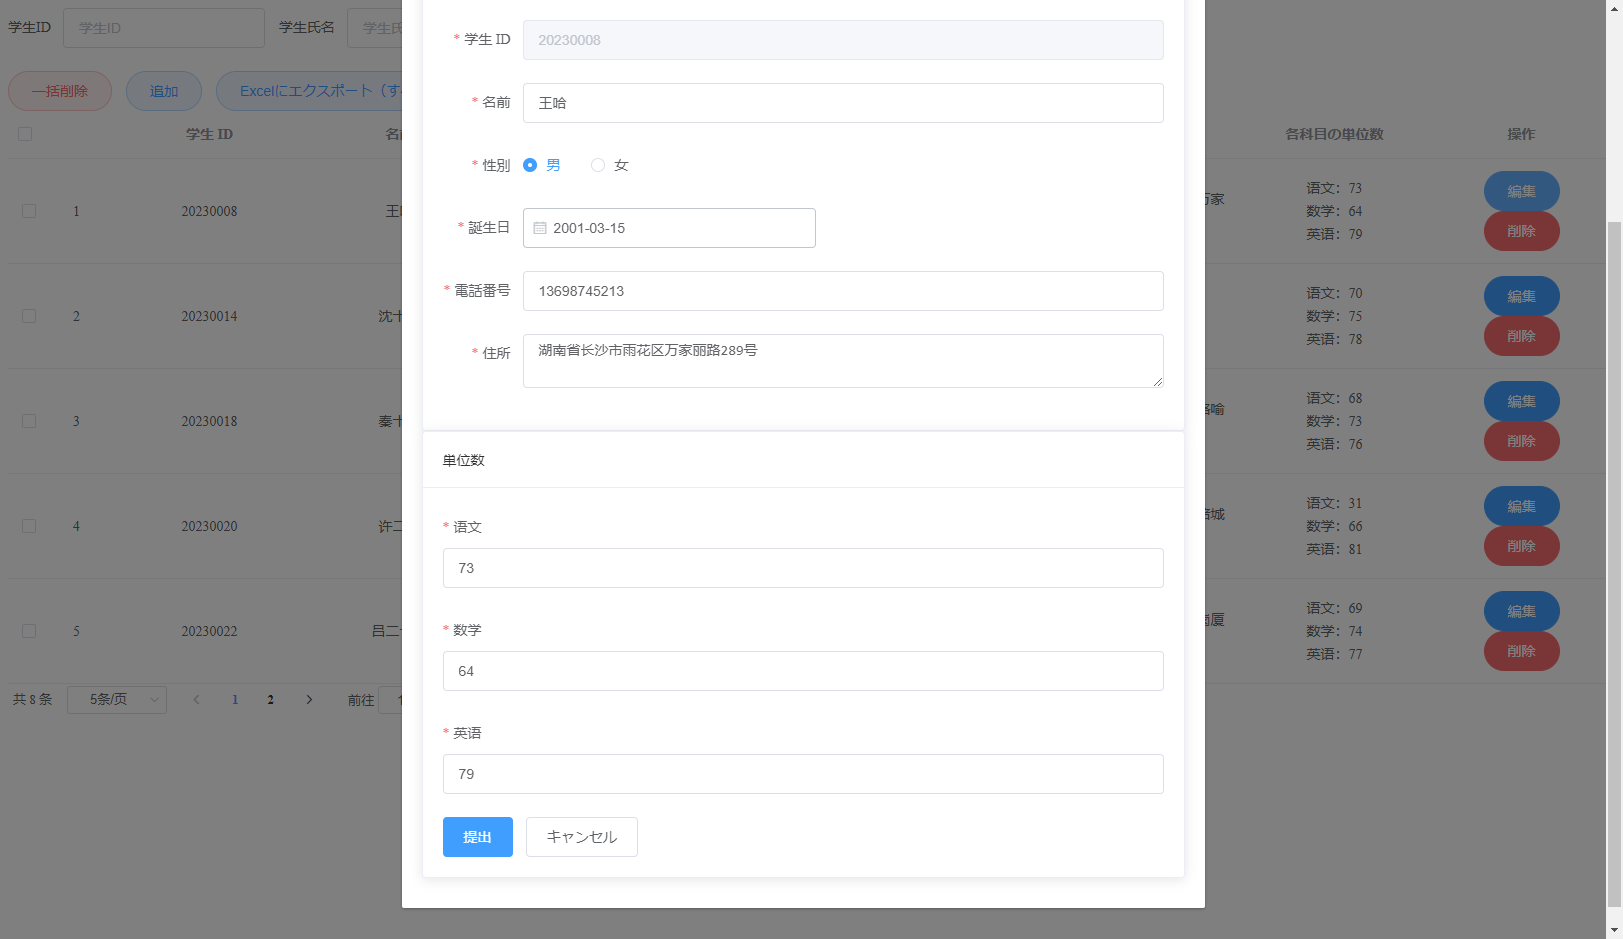 学生ID 学生ID 学生氏名 学生氏
一括削除 追加 Excelにエクスポート（す
学生 ID 各科目の単位数 操作
1 20230008 语文：73 数学：64 英语：79 编集 削除
2 20230014 语文：70 数学：75 英语：78 编集 削除
3 20230018 语文：68 数学：73 英语：76 编集 削除
4 20230020 语文：31 数学：66 英语：81 编集 削除
5 20230022 语文：69 数学：74 英语：77 编集 削除
共 8 条 5条/页 1 2 前往
* 学生 ID 20230008
* 名前 王哈
* 性別 男 女
* 誕生日 2001-03-15
* 電話番号 13698745213
* 住所 湖南省长沙市雨花区万家丽路289号
単位数
* 语文
73
* 数学
64
* 英语
79
提出 キャンセル